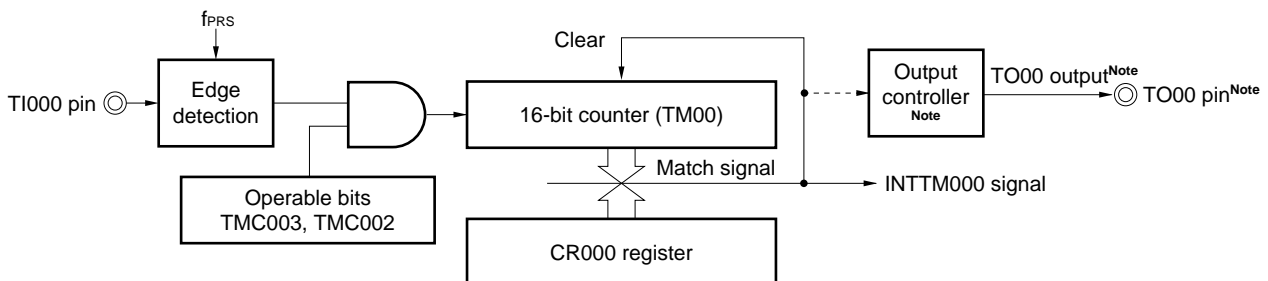 fPRS
Clear
TI000 pin
Edge
detection
16-bit counter (TM00)
Output
controller
Note
TO00 outputNote
TO00 pinNote
Operable bits
TMC003, TMC002
Match signal
INTTM000 signal
CR000 register